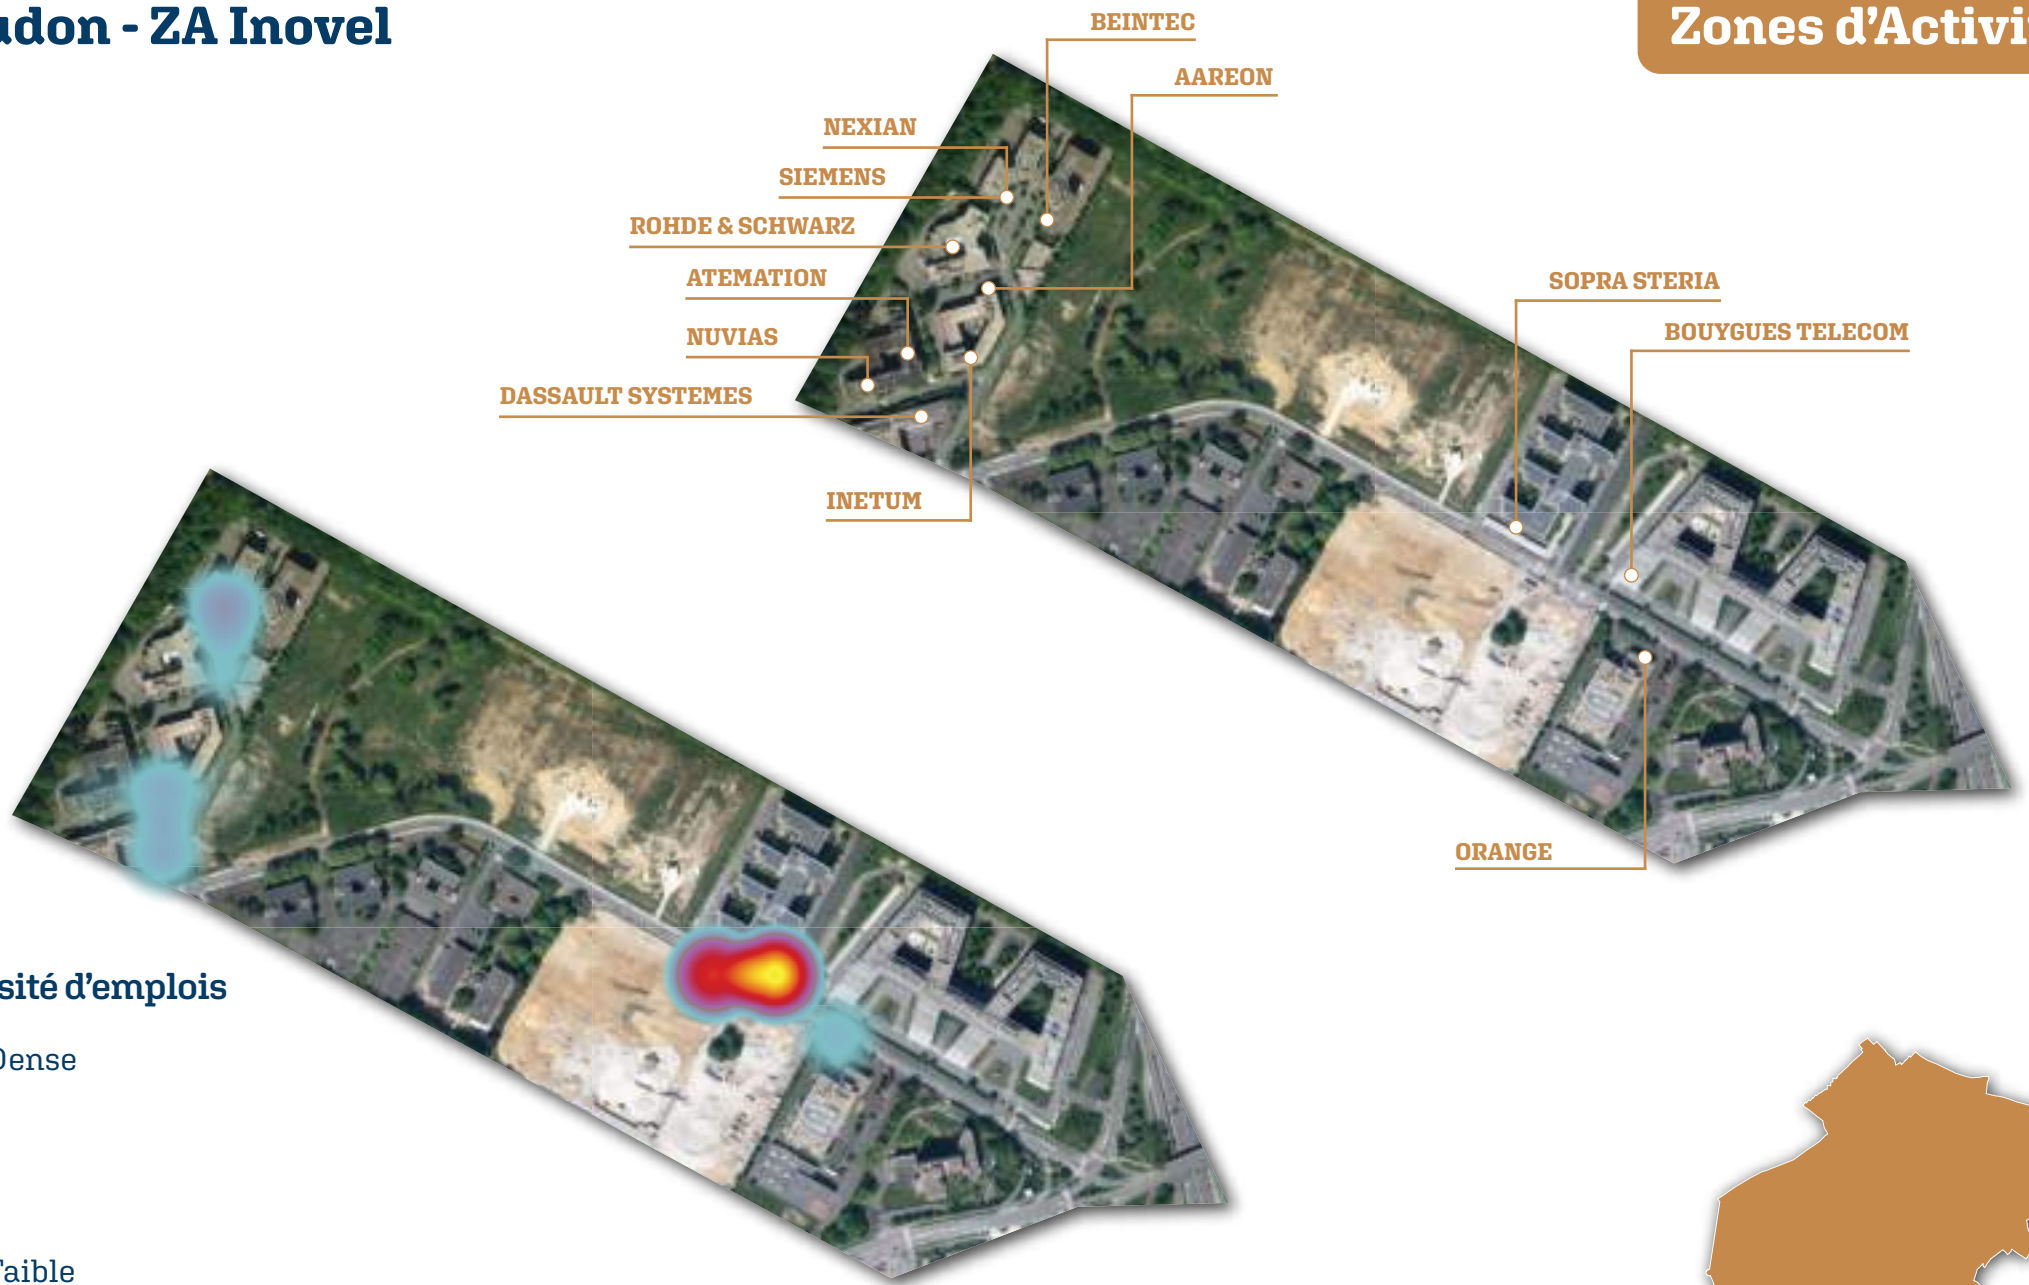 udon - ZA Inovel
Zones d'Activi
BEINTEC
AAREON
NEXIAN
SIEMENS
ROHDE & SCHWARZ
ATEMATION
NUVIAS
DASSAULT SYSTEMES
INETUM
SOPRA STERIA
BOUYGUES TELECOM
ORANGE
sité d'emplois
Dense
Faible